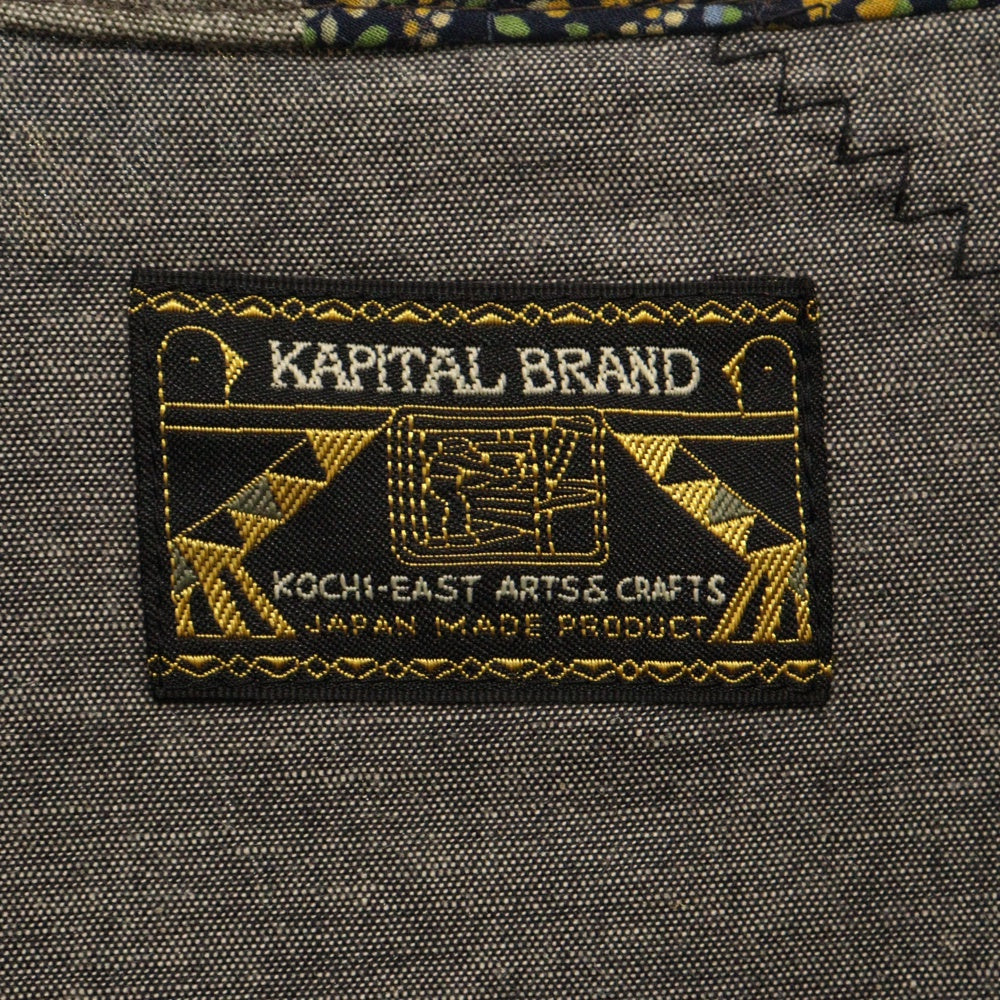 KAPITAL BRAND
KOCHI-EAST ARTS & CRAFTS
JAPAN MADE PRODUCT